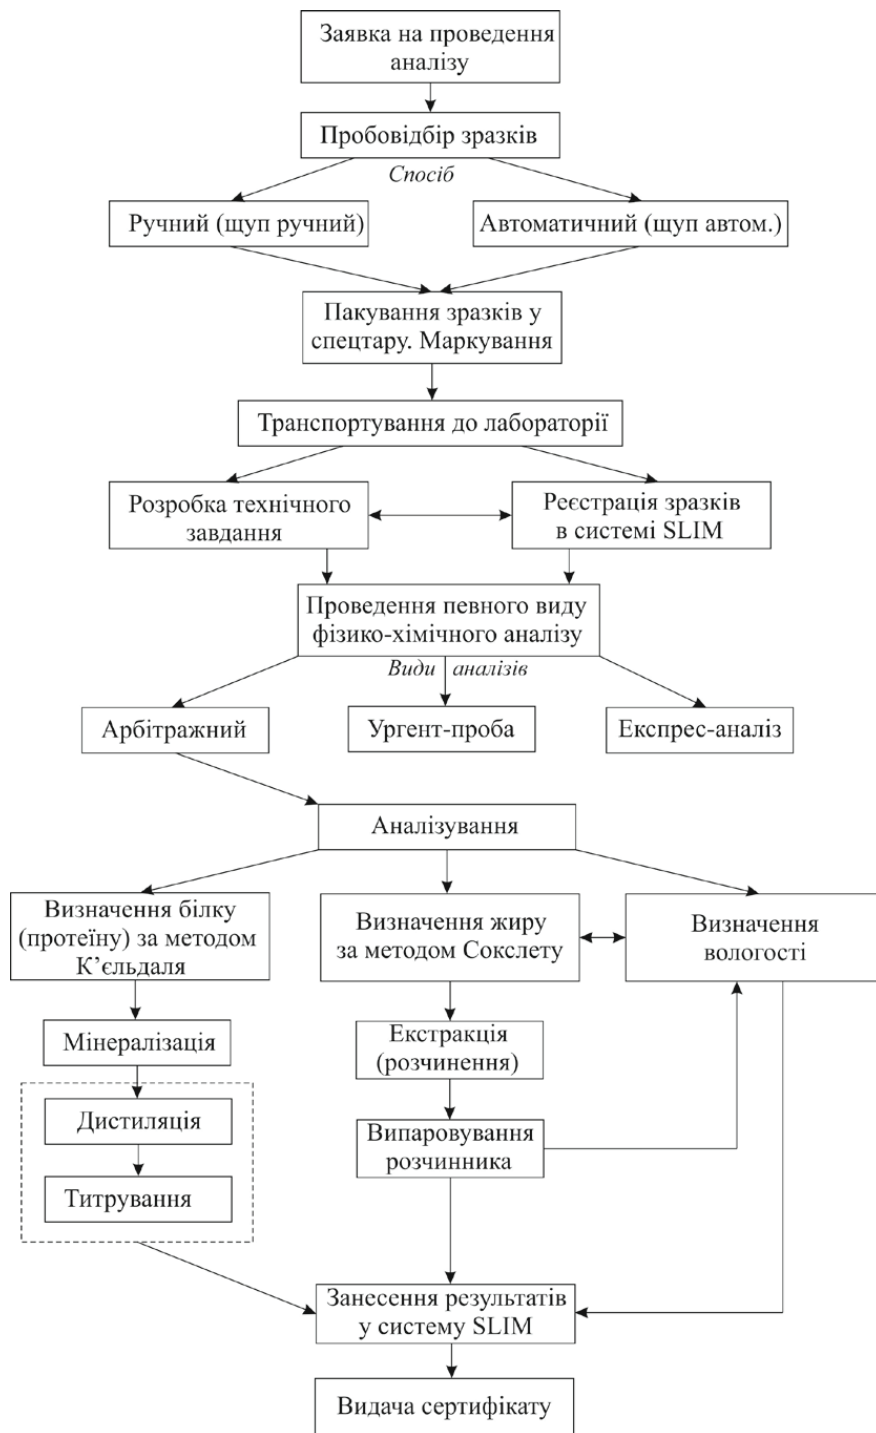 Заявка на проведення
аналізу
Пробовідбір зразків
Спосіб
Ручний (щуп ручний)
Автоматичний (щуп автом.)
Пакування зразків у
спецтару. Маркування
Транспортування до лабораторії
Розробка технічного
завдання
Реєстрація зразків
в системі SLIM
Проведення певного виду
фізико-хімічного аналізу
Види аналізів
Арбітражний
Ургент-проба
Експрес-аналіз
Аналізування
Визначення білку
(протеїну) за методом
К’єльдаля
Визначення жиру
за методом Сокслету
Визначення
вологості
Мінералізація
Екстракція
(розчинення)
Дистиляція
Випаровування
розчинника
Титрування
Занесення результатів
у систему SLIM
Видача сертифікату